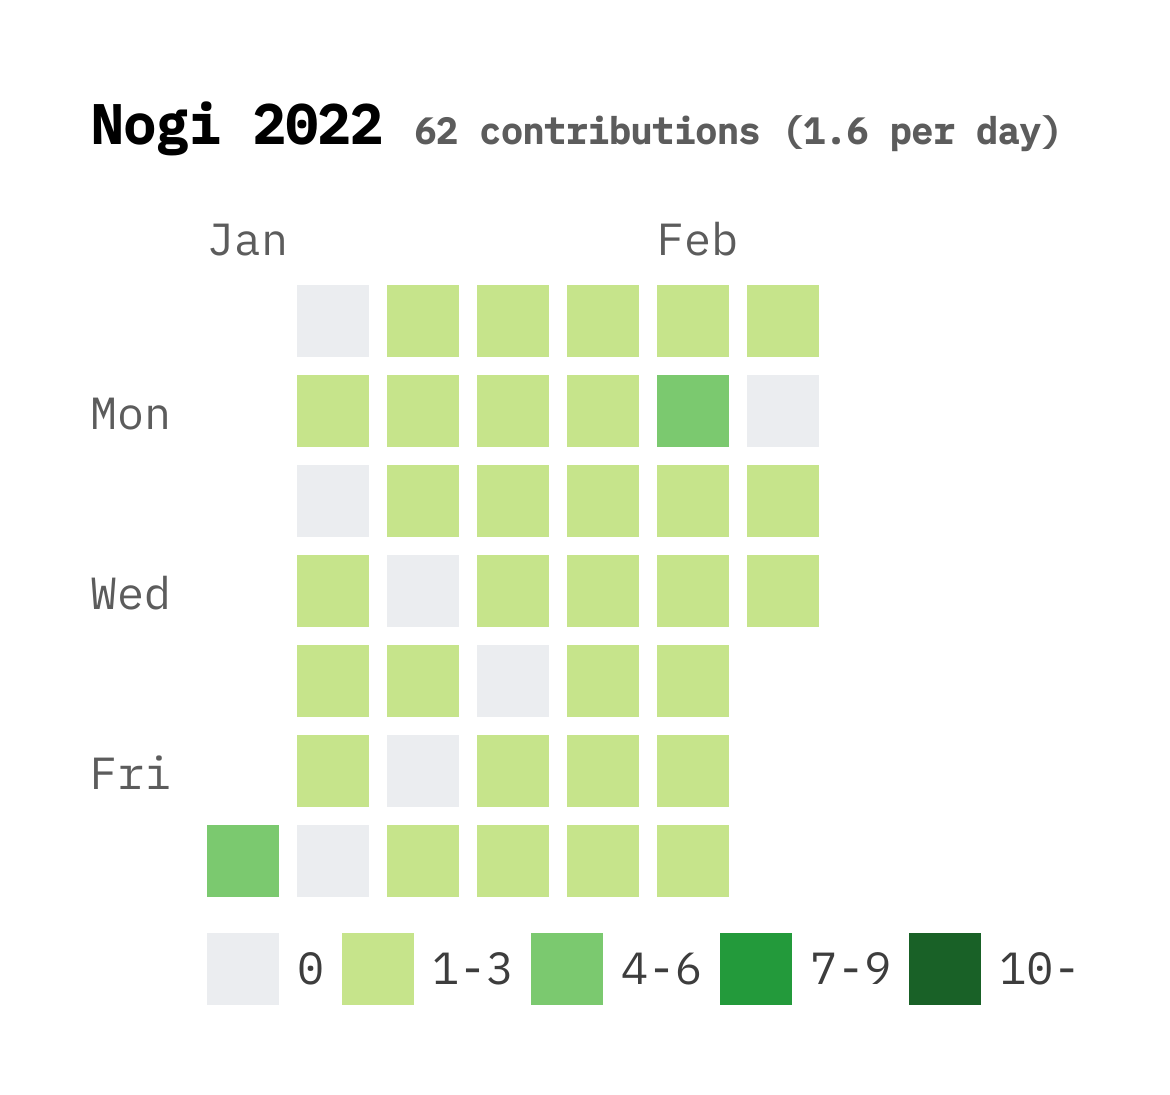 Nogi 2022 62 contributions (1.6 per day)
Jan Feb
Mon
Wed
Fri
0 1-3 4-6 7-9 10-